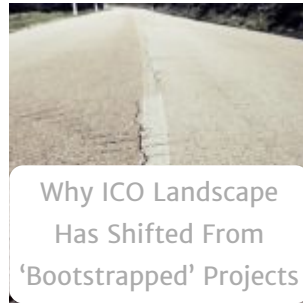 Why ICO Landscape
Has Shifted From
‘Bootstrapped’ Projects